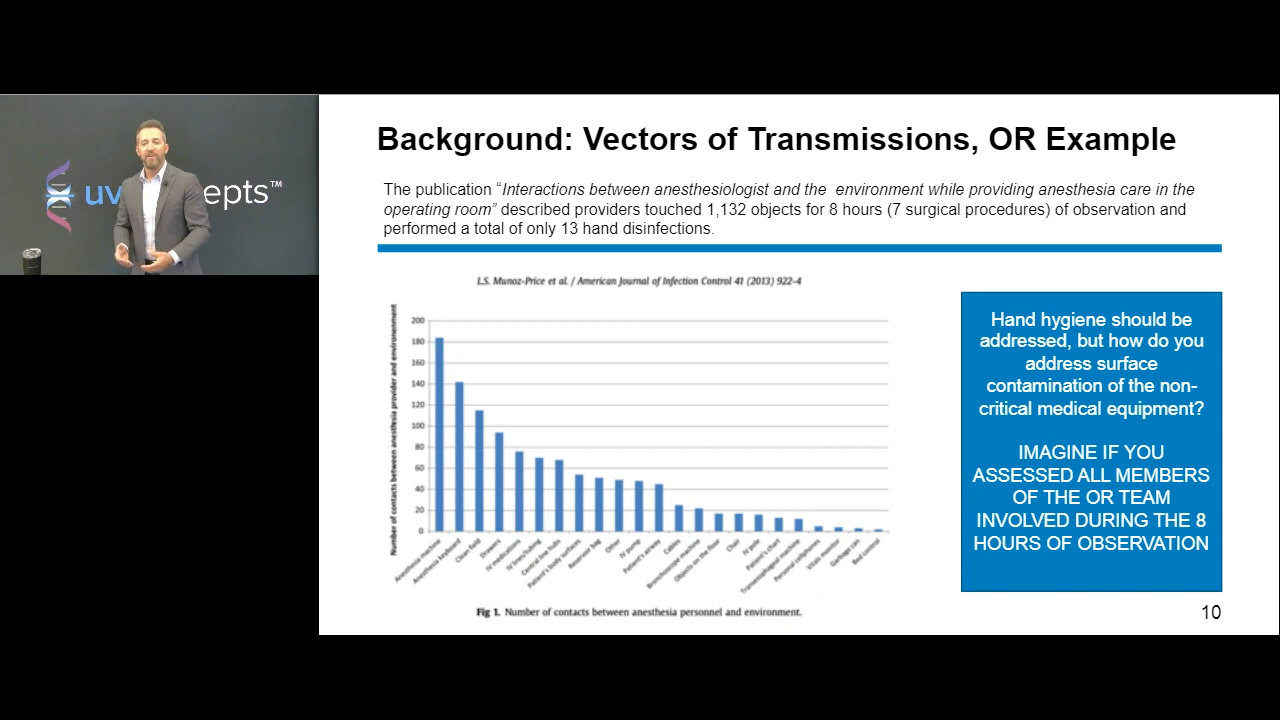 uv epts™
Background: Vectors of Transmissions, OR Example
The publication “Interactions between anesthesiologist and the environment while providing anesthesia care in the
operating room” described providers touched 1,132 objects for 8 hours (7 surgical procedures) of observation and
performed a total of only 13 hand disinfections.
L.S. Munoz-Price et al. / American Journal of Infection Control 41 (2013) 922-4
Number of contacts between anesthesia provider and environment
200
180
160
140
120
100
80
60
40
20
0
Anesthesia machine
Anesthesia keyboard
Clean field
Drawers
IV medications
IV lines/tubing
Central line hubs
Patient's body surfaces
Reservoir bag
Other
IV pump
Patient's airway
Cables
Bronchoscope machine
Objects on the floor
Chair
IV pole
Patient's chart
Transesophageal machine
Personal cellphones
Vitals monitor
Garbage can
Bed control
Fig 1. Number of contacts between anesthesia personnel and environment.
Hand hygiene should be
addressed, but how do you
address surface
contamination of the non-
critical medical equipment?
IMAGINE IF YOU
ASSESSED ALL MEMBERS
OF THE OR TEAM
INVOLVED DURING THE 8
HOURS OF OBSERVATION
10